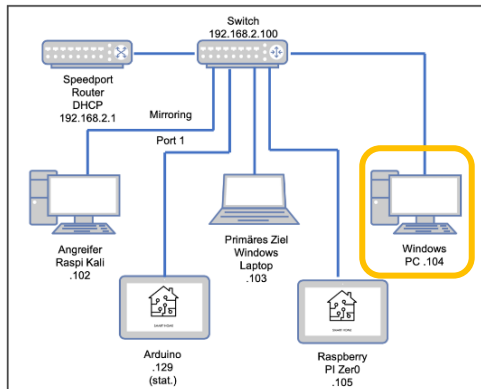 Switch
192.168.2.100
Speedport
Router
DHCP
192.168.2.1
Mirroring
Port 1
Angreifer
Raspi Kali
.102
Primäres Ziel
Windows
Laptop
.103
Windows
PC .104
Arduino
.129
(stat.)
Raspberry
PI Zer0
.105